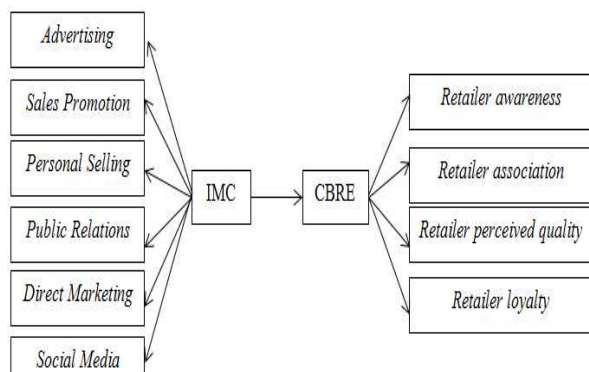 Advertising
Sales Promotion
Personal Selling
Public Relations
Direct Marketing
Social Media
IMC
CBRE
Retailer awareness
Retailer association
Retailer perceived quality
Retailer loyalty